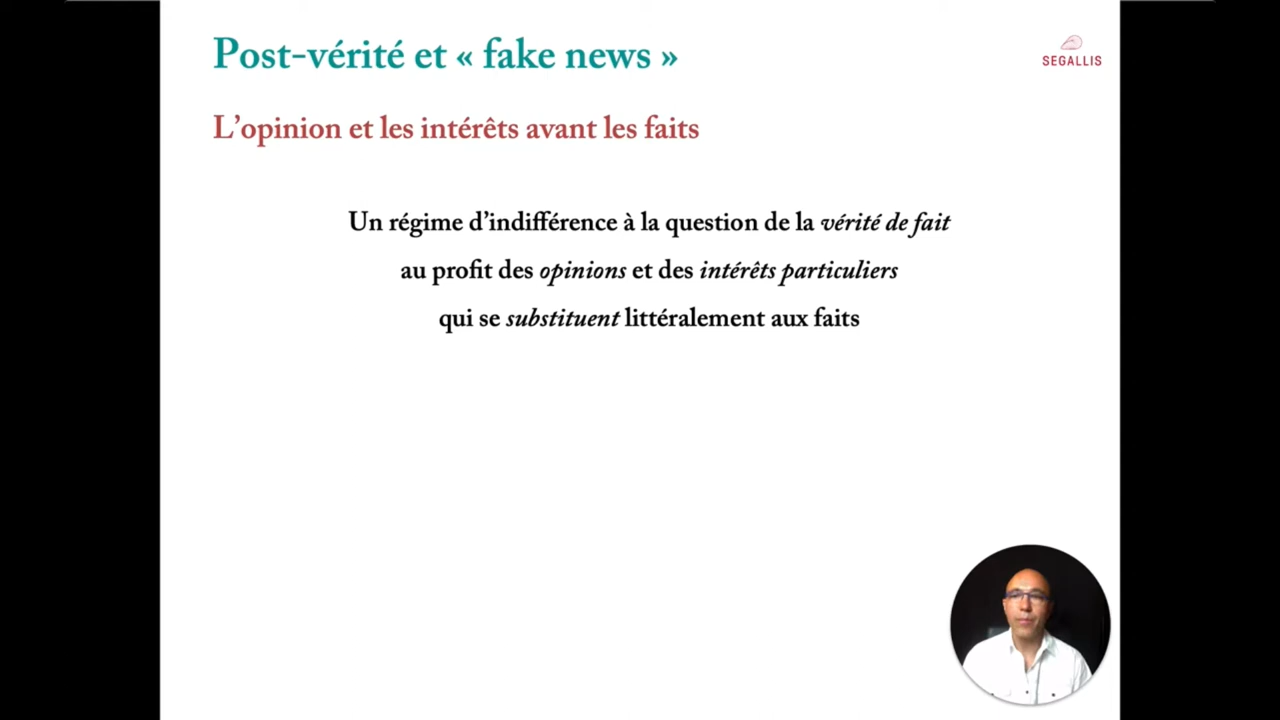 Post-vérité et « fake news »
SEGALLIS
L’opinion et les intérêts avant les faits
Un régime d’indifférence à la question de la vérité de fait
au profit des opinions et des intérêts particuliers
qui se substituent littéralement aux faits